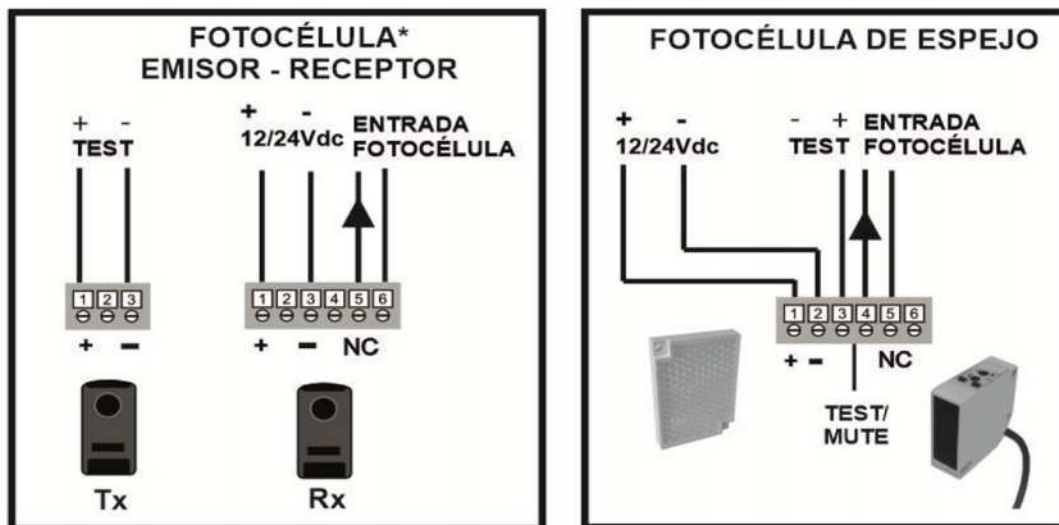 FOTOCÉLULA*
EMISOR - RECEPTOR
+ -
TEST
+ -
12/24Vdc
ENTRADA
FOTOCÉLULA
1 2 3
+ -
Tx
1 2 3 4 5 6
+ - NC
Rx
FOTOCÉLULA DE ESPEJO
+ -
12/24Vdc
- +
TEST
ENTRADA
FOTOCÉLULA
1 2 3 4 5 6
+ - NC
TEST/
MUTE